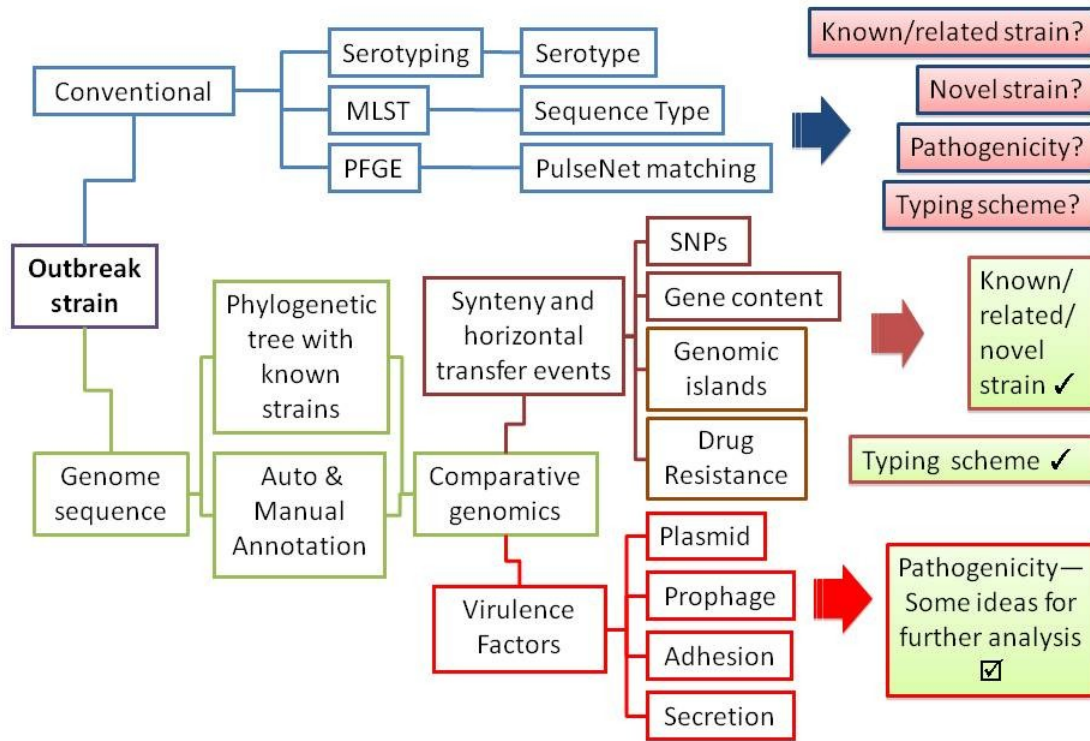 Conventional
Serotyping
Serotype
MLST
Sequence Type
PFGE
PulseNet matching
Known/related strain?
Novel strain?
Pathogenicity?
Typing scheme?
Outbreak
strain
Genome
sequence
Phylogenetic
tree with
known
strains
Auto &
Manual
Annotation
Comparative
genomics
Synteny and
horizontal
transfer events
SNPs
Gene content
Genomic
islands
Drug
Resistance
Known/
related/
novel
strain ✓
Typing scheme ✓
Virulence
Factors
Plasmid
Prophage
Adhesion
Secretion
Pathogenicity—
Some ideas for
further analysis
☑